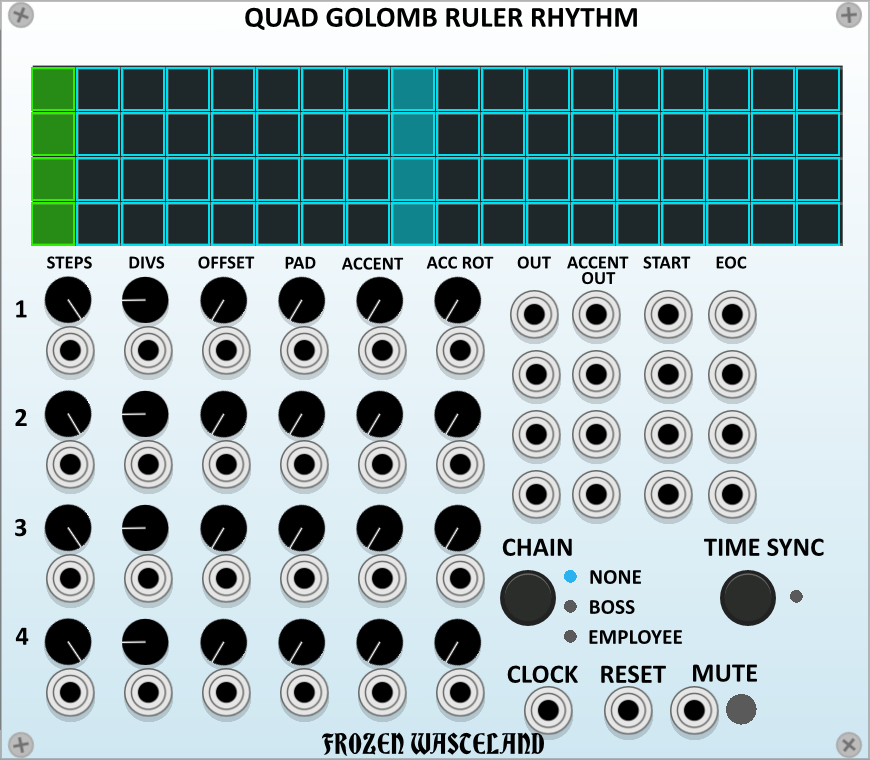 QUAD GOLOMB RULER RHYTHM
STEPS DIVS OFFSET PAD ACCENT ACC ROT OUT ACCENT OUT START EOC
1
2
3
4
CHAIN TIME SYNC
NONE
BOSS
EMPLOYEE
CLOCK RESET MUTE
FROZEN WASTELAND